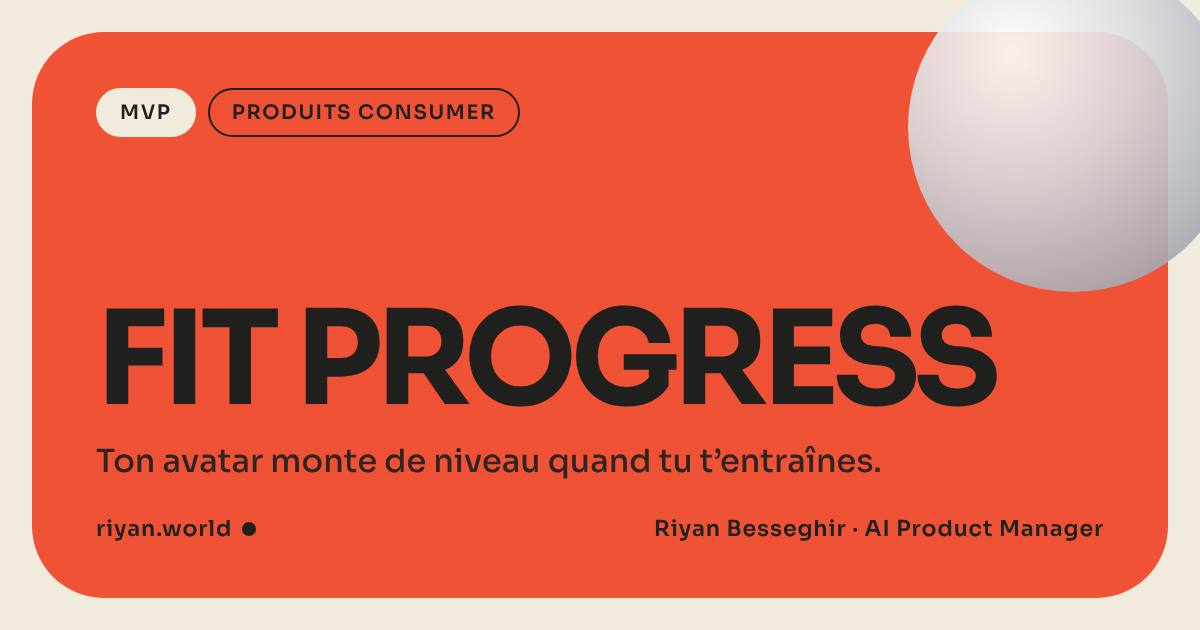 MVP
PRODUITS CONSUMER
FIT PROGRESS
Ton avatar monte de niveau quand tu t’entraînes.
riyan.world
Riyan Besseghir · AI Product Manager